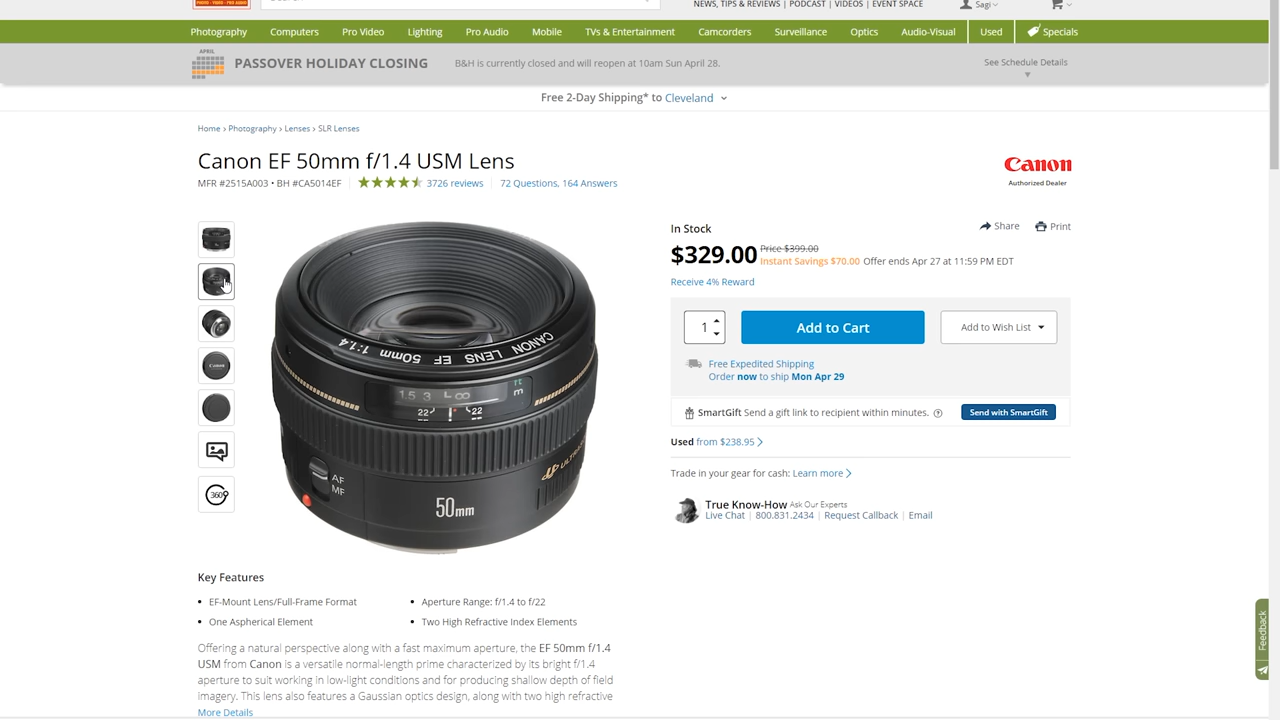 NEWS, TIPS & REVIEWS | PODCAST | VIDEOS | EVENT SPACE
Sagi
Photography Computers Pro Video Lighting Pro Audio Mobile TVs & Entertainment Camcorders Surveillance Optics Audio-Visual Used Specials
APRIL
PASSOVER HOLIDAY CLOSING B&H is currently closed and will reopen at 10am Sun April 28. See Schedule Details
Free 2-Day Shipping* to Cleveland
Home › Photography › Lenses › SLR Lenses
Canon EF 50mm f/1.4 USM Lens
MFR #2515A003 • BH #CA5014EF 3726 reviews 72 Questions, 164 Answers
Canon
Authorized Dealer
In Stock
Share Print
$329.00 Price $399.00
Instant Savings $70.00 Offer ends Apr 27 at 11:59 PM EDT
Receive 4% Reward
1 Add to Cart Add to Wish List
Free Expedited Shipping
Order now to ship Mon Apr 29
SmartGift Send a gift link to recipient within minutes. Send with SmartGift
Used from $238.95
Trade in your gear for cash: Learn more
True Know-How Ask Our Experts
Live Chat | 800.831.2434 | Request Callback | Email
CANON LENS EF 50mm 1:1.4
1.5 3 L ∞ ft m
22 22
AF
MF
50mm
Canon
360°
Key Features
• EF-Mount Lens/Full-Frame Format
• Aperture Range: f/1.4 to f/22
• One Aspherical Element
• Two High Refractive Index Elements
Offering a natural perspective along with a fast maximum aperture, the EF 50mm f/1.4
USM from Canon is a versatile normal-length prime characterized by its bright f/1.4
aperture to suit working in low-light conditions and for producing shallow depth of field
imagery. This lens also features a Gaussian optics design, along with two high refractive
More Details
Feedback